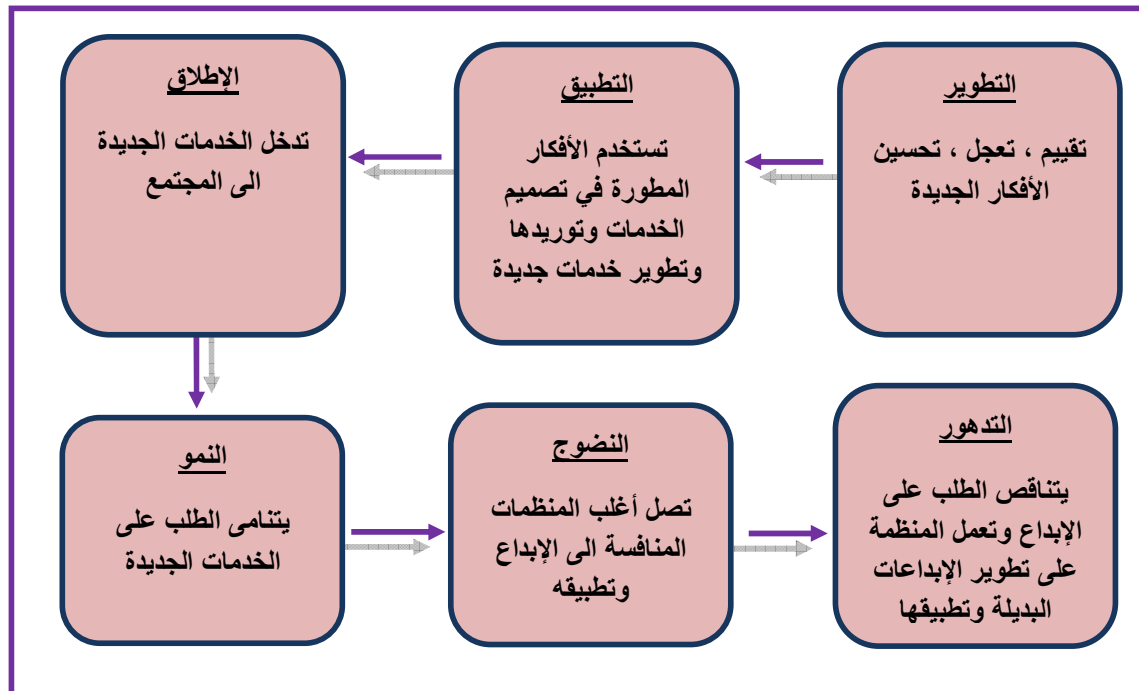 التطوير
تقييم ، تعجل ، تحسين
الأفكار الجديدة
التطبيق
تستخدم الأفكار
المطورة في تصميم
الخدمات وتوريدها
وتطوير خدمات جديدة
الإطلاق
تدخل الخدمات الجديدة
الى المجتمع
النمو
يتنامى الطلب على
الخدمات الجديدة
النضوج
تصل أغلب المنظمات
المنافسة الى الإبداع
وتطبيقه
التدهور
يتناقص الطلب على
الإبداع وتعمل المنظمة
على تطوير الإبداعات
البديلة وتطبيقها